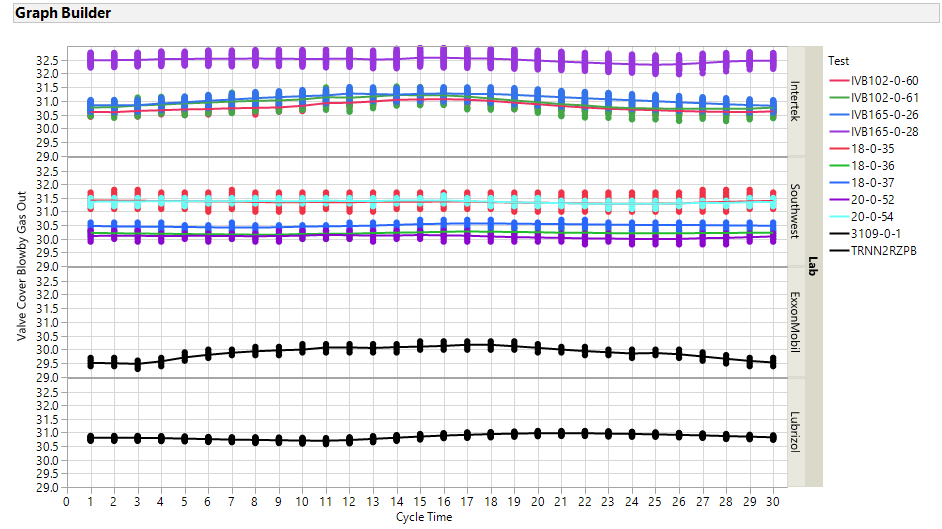 Graph Builder
Valve Cover Blowby Gas Out
32.5
32.0
31.5
31.0
30.5
30.0
29.5
29.0
Intertek
32.5
32.0
31.5
31.0
30.5
30.0
29.5
29.0
Southwest
32.5
32.0
31.5
31.0
30.5
30.0
29.5
29.0
ExxonMobil
32.5
32.0
31.5
31.0
30.5
30.0
29.5
29.0
Lubrizol
Lab
0 1 2 3 4 5 6 7 8 9 10 11 12 13 14 15 16 17 18 19 20 21 22 23 24 25 26 27 28 29 30
Cycle Time
Test
IVB102-0-60
IVB102-0-61
IVB165-0-26
IVB165-0-28
18-0-35
18-0-36
18-0-37
20-0-52
20-0-54
3109-0-1
TRNN2RZPB